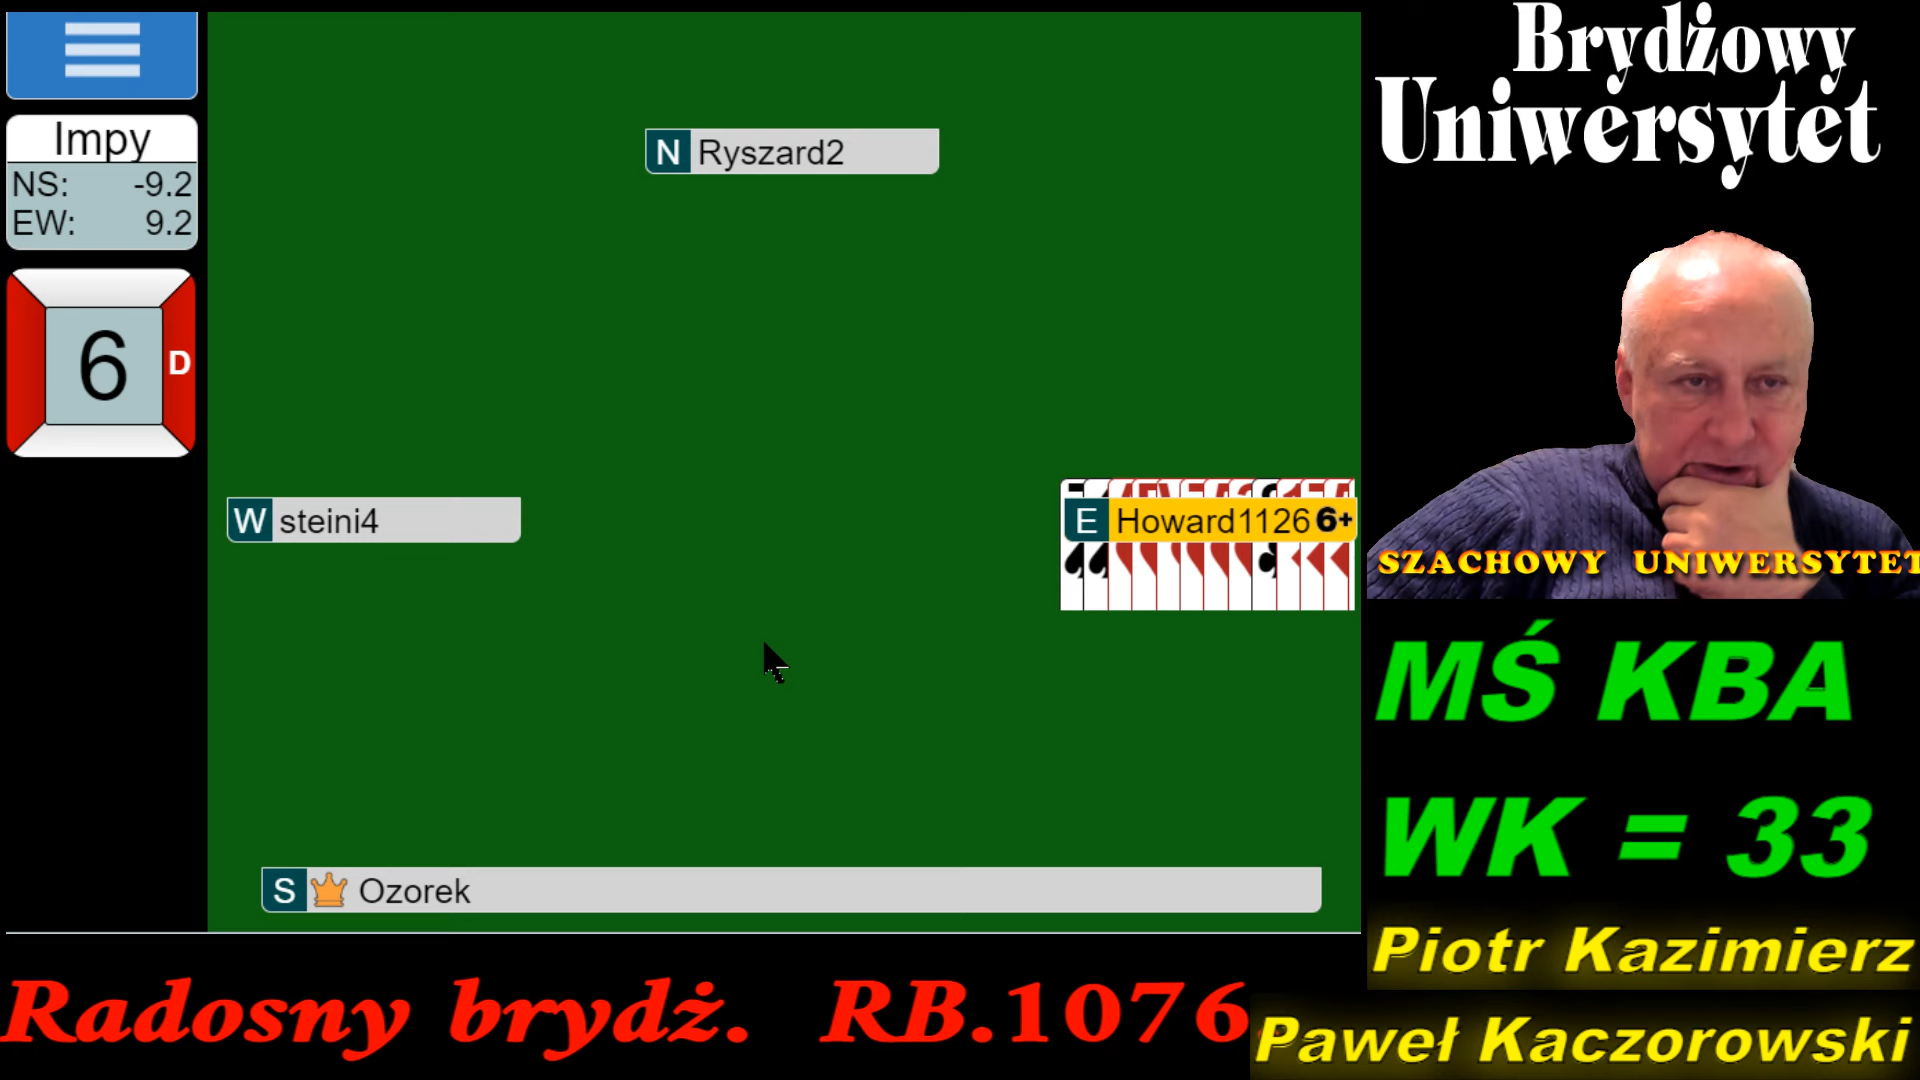 Impy
NS: -9.2
EW: 9.2
6
D
N Ryszard2
W steini4
E Howard1126 6+
S Ozorek
Brydżowy
Uniwersytet
SZACHOWY UNIWERSYTET
MŚ KBA
WK = 33
Piotr Kazimierz
Paweł Kaczorowski
Radosny brydż. RB.1076